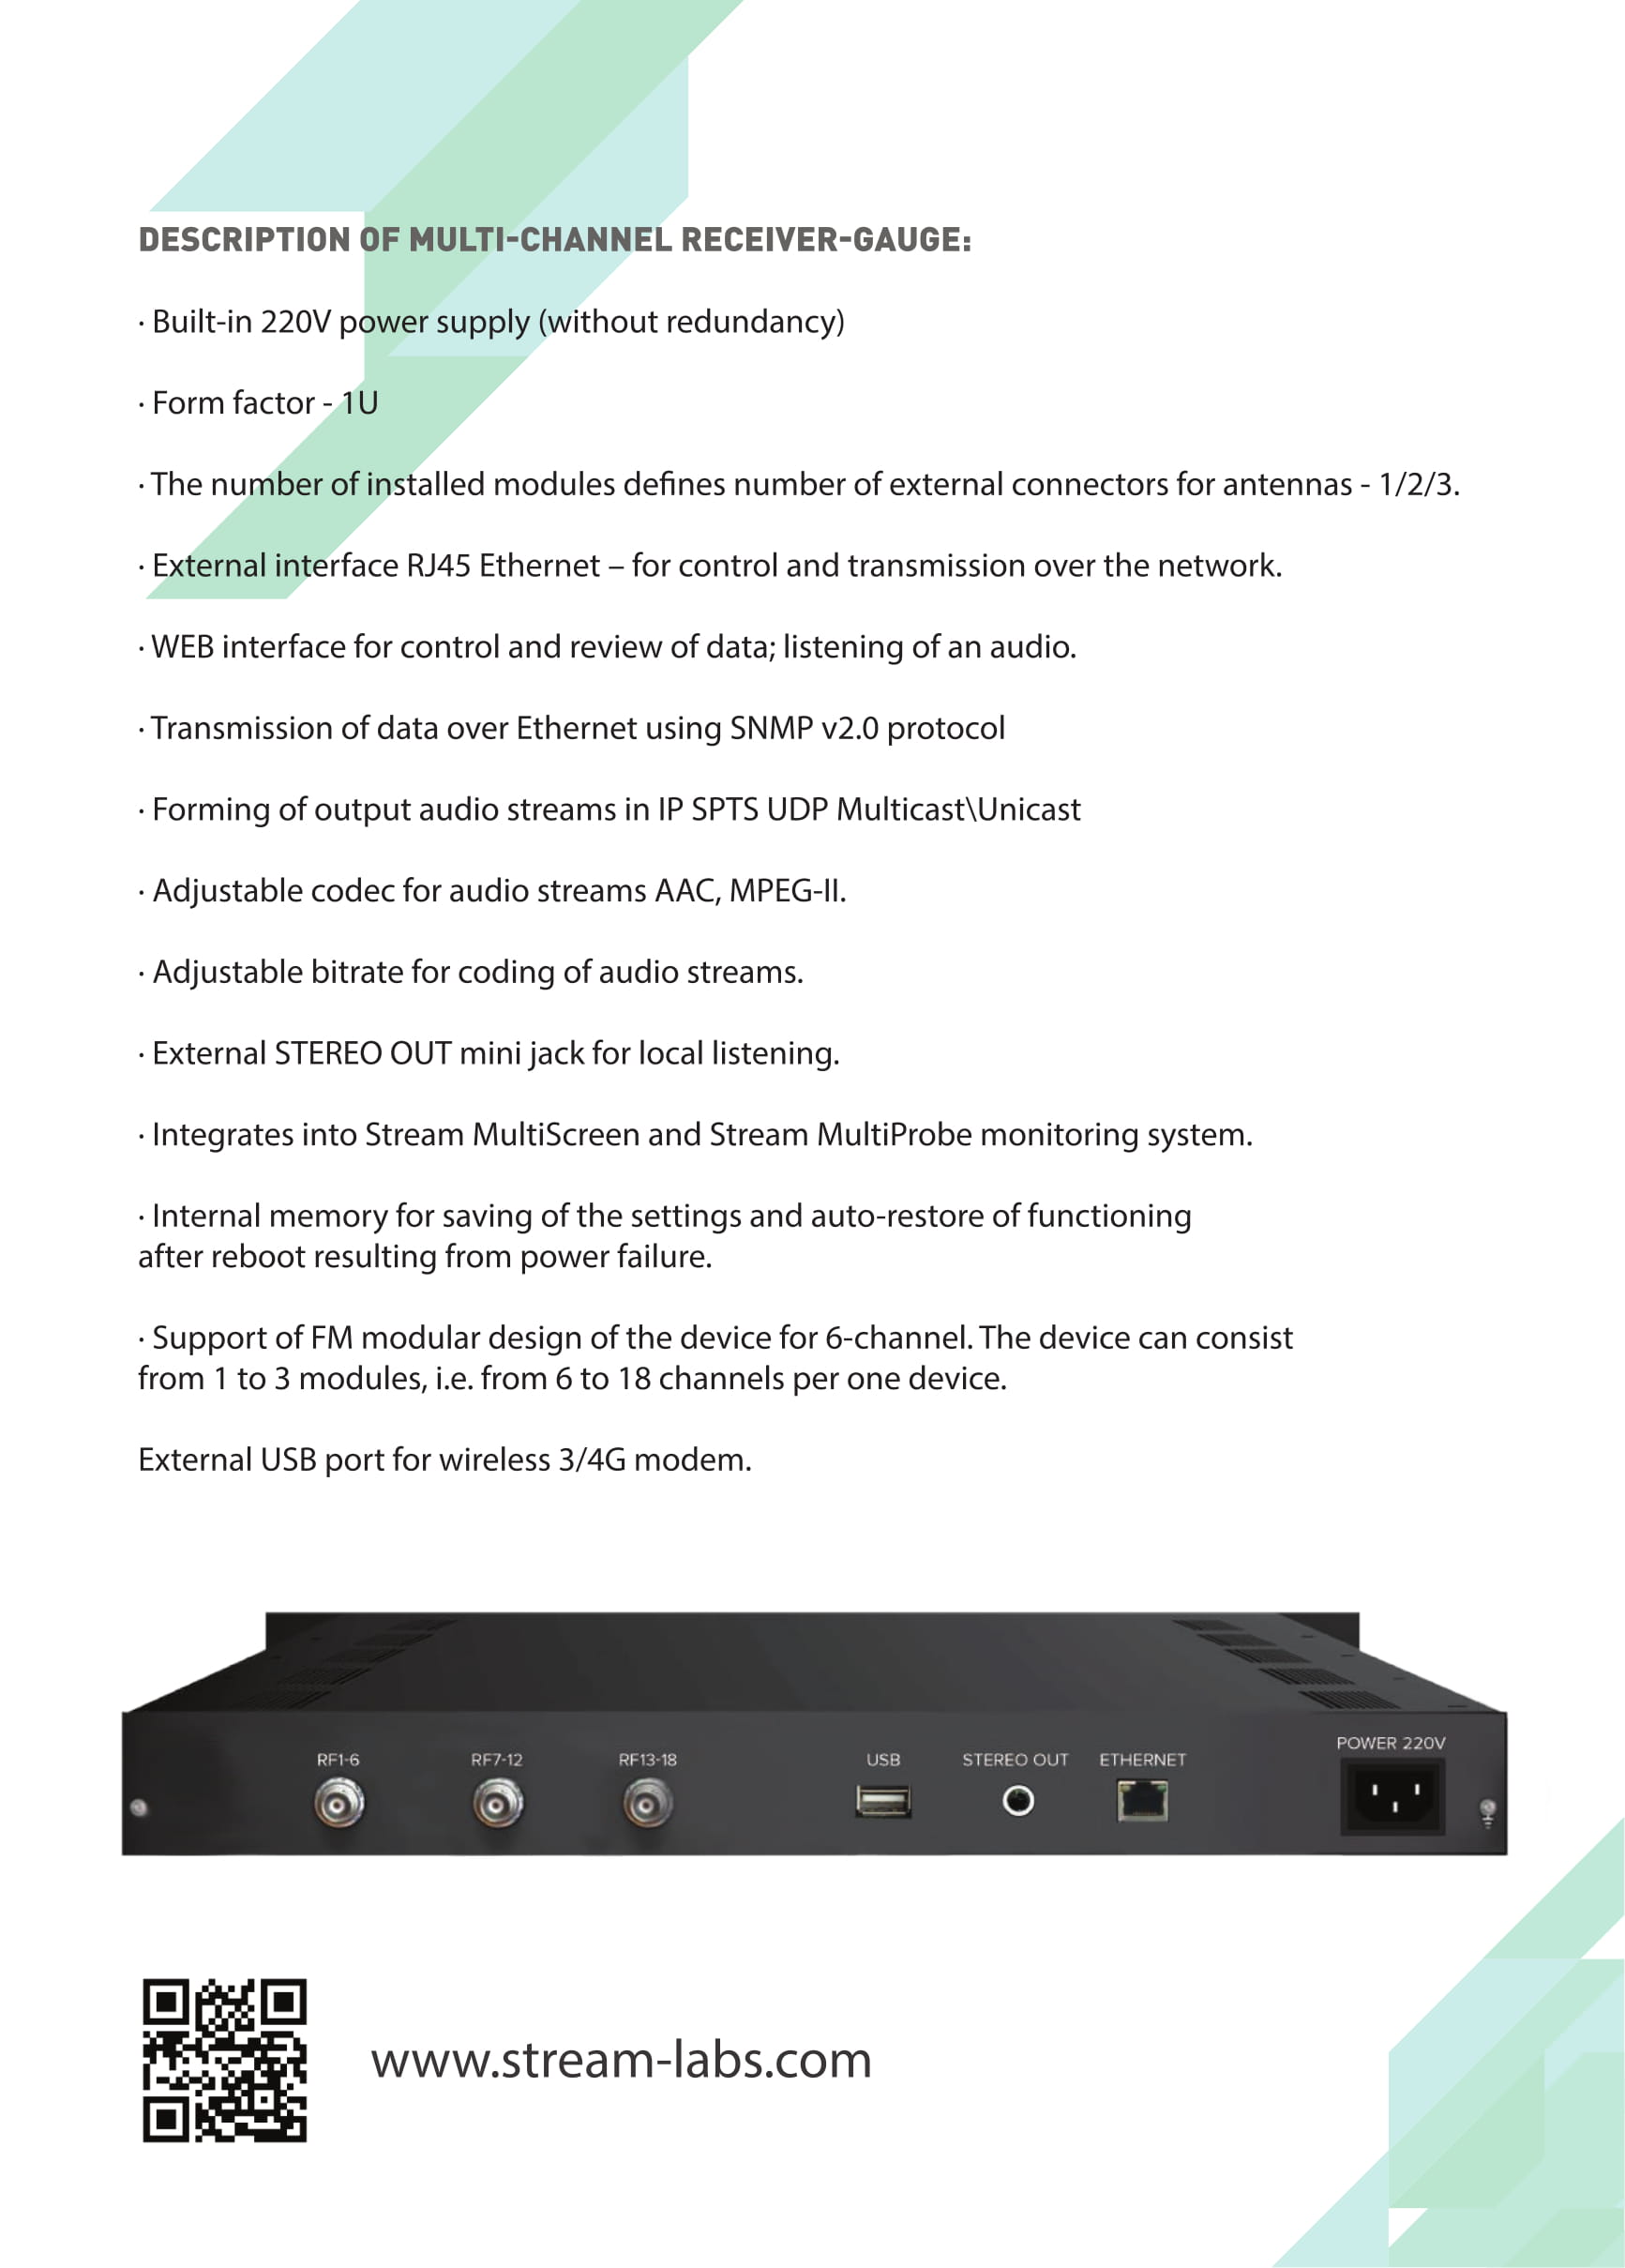 DESCRIPTION OF MULTI-CHANNEL RECEIVER-GAUGE:
· Built-in 220V power supply (without redundancy)
· Form factor - 1U
· The number of installed modules defines number of external connectors for antennas - 1/2/3.
· External interface RJ45 Ethernet – for control and transmission over the network.
· WEB interface for control and review of data; listening of an audio.
· Transmission of data over Ethernet using SNMP v2.0 protocol
· Forming of output audio streams in IP SPTS UDP Multicast\Unicast
· Adjustable codec for audio streams AAC, MPEG-II.
· Adjustable bitrate for coding of audio streams.
· External STEREO OUT mini jack for local listening.
· Integrates into Stream MultiScreen and Stream MultiProbe monitoring system.
· Internal memory for saving of the settings and auto-restore of functioning
after reboot resulting from power failure.
· Support of FM modular design of the device for 6-channel. The device can consist
from 1 to 3 modules, i.e. from 6 to 18 channels per one device.
External USB port for wireless 3/4G modem.
RF1-6 RF7-12 RF13-18 USB STEREO OUT ETHERNET POWER 220V
www.stream-labs.com